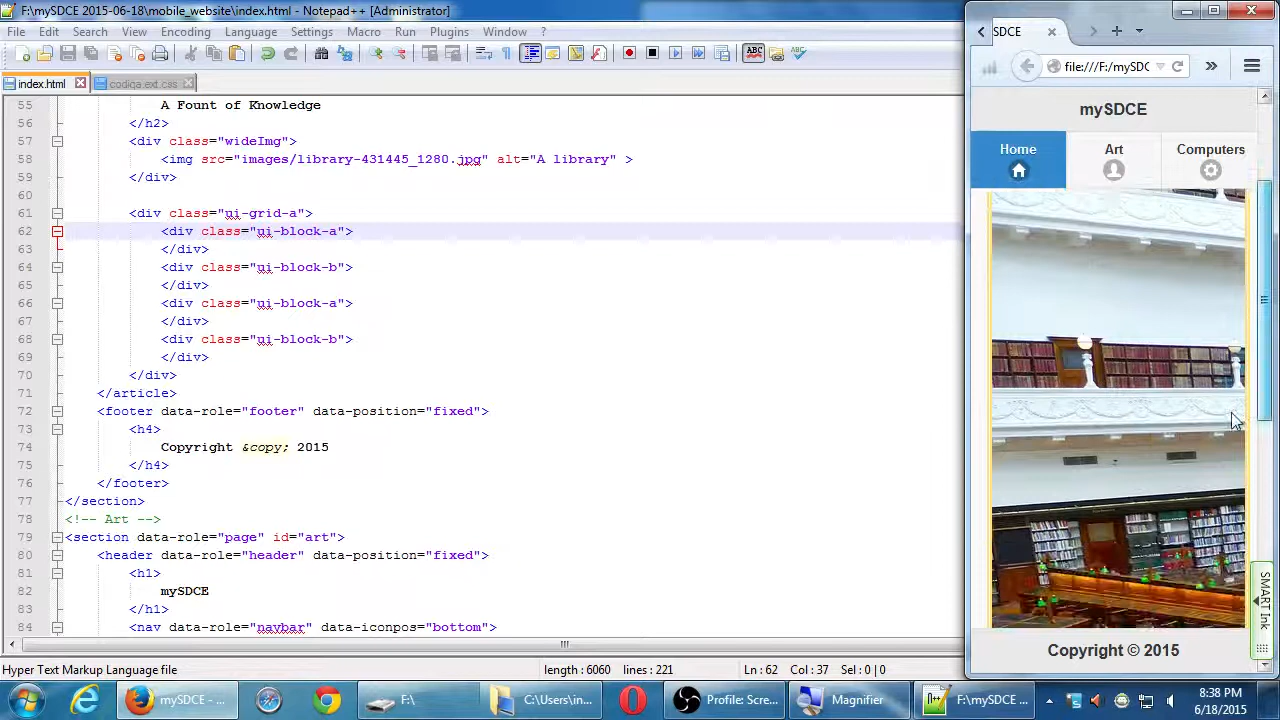 F:\mySDCE 2015-06-18\mobile_website\index.html - Notepad++ [Administrator]
File Edit Search View Encoding Language Settings Macro Run Plugins Window ?
index.html codiqa.ext.css
55 A Fount of Knowledge
56 </h2>
57 <div class="wideImg">
58 <img src="images/library-431445_1280.jpg" alt="A library" >
59 </div>
60
61 <div class="ui-grid-a">
62 <div class="ui-block-a">
63 </div>
64 <div class="ui-block-b">
65 </div>
66 <div class="ui-block-a">
67 </div>
68 <div class="ui-block-b">
69 </div>
70 </div>
71 </article>
72 <footer data-role="footer" data-position="fixed">
73 <h4>
74 Copyright &copy; 2015
75 </h4>
76 </footer>
77 </section>
78 <!-- Art -->
79 <section data-role="page" id="art">
80 <header data-role="header" data-position="fixed">
81 <h1>
82 mySDCE
83 </h1>
84 <nav data-role="navbar" data-iconpos="bottom">
Hyper Text Markup Language file length : 6060 lines : 221 Ln : 62 Col : 37 Sel : 0 | 0
SDCE
file:///F:/mySDC
mySDCE
Home Art Computers
Copyright © 2015
SMART Ink
mySDCE - ... F:\ C:\Users\in... Profile: Scre... Magnifier F:\mySDCE ...
8:38 PM
6/18/2015